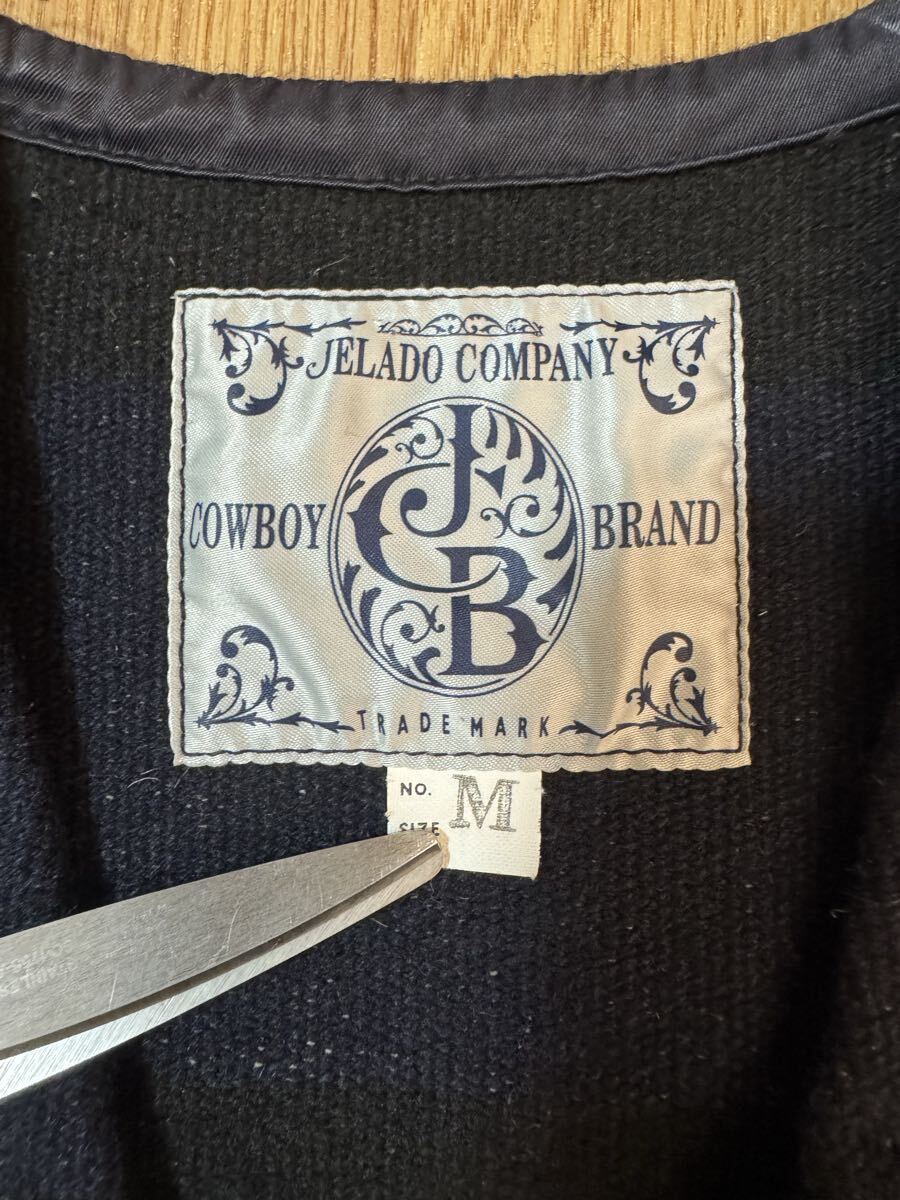 JELADO COMPANY
COWBOY JCB BRAND
TRADE MARK
NO. M
SIZE